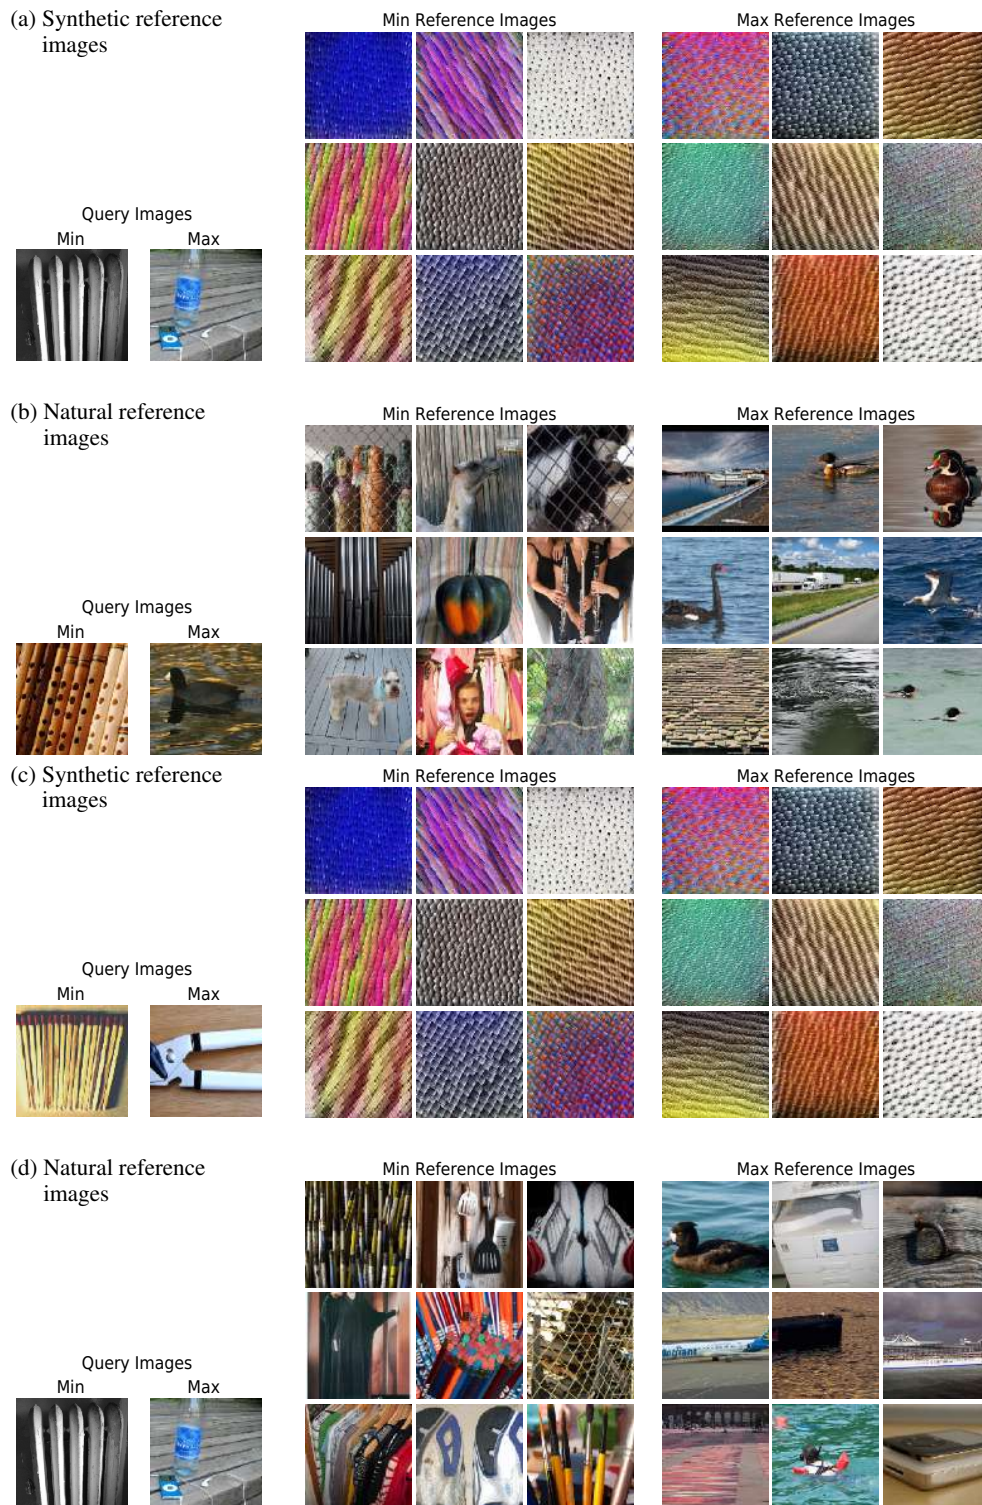 (a) Synthetic reference
images
Min Reference Images
Max Reference Images
Query Images
Min
Max
(b) Natural reference
images
Min Reference Images
Max Reference Images
Query Images
Min
Max
(c) Synthetic reference
images
Min Reference Images
Max Reference Images
Query Images
Min
Max
(d) Natural reference
images
Min Reference Images
Max Reference Images
Query Images
Min
Max